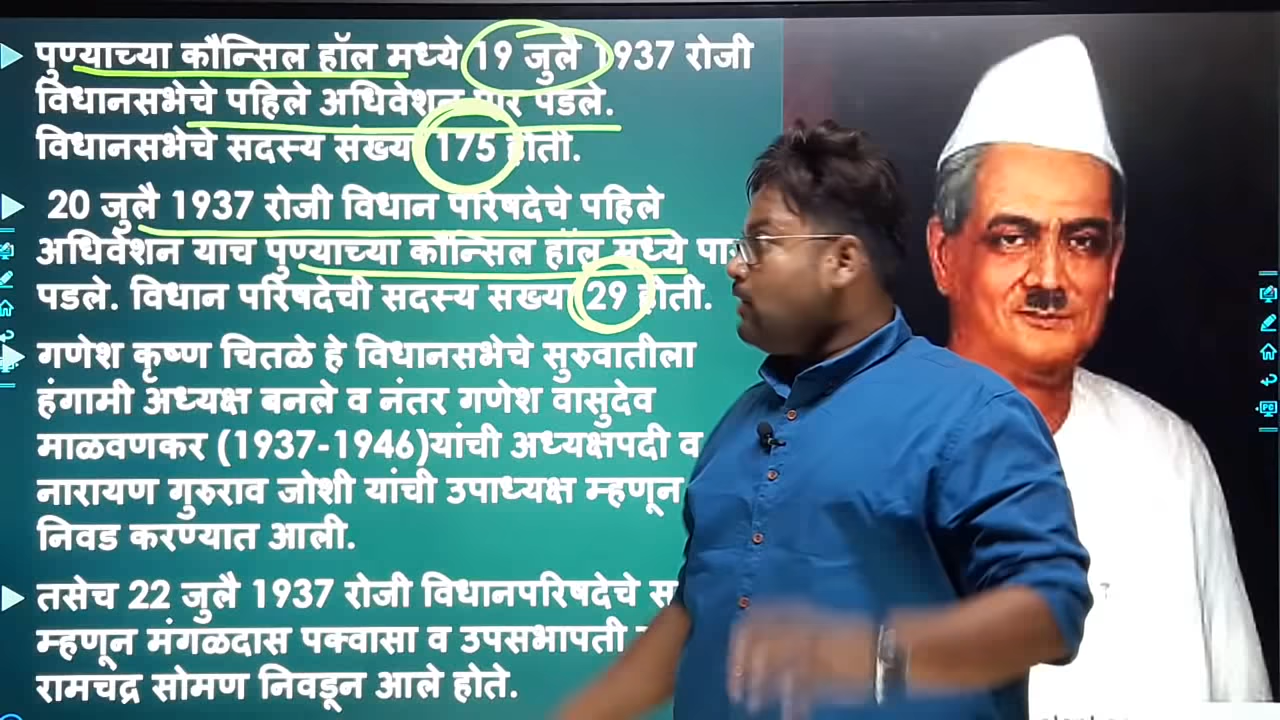 पुण्याच्या कौन्सिल हॉल मध्ये 19 जुलै 1937 रोजी
विधानसभेचे पहिले अधिवेशन पार पडले.
विधानसभेचे सदस्य संख्या 175 होती.
20 जुलै 1937 रोजी विधान परिषदेचे पहिले
अधिवेशन याच पुण्याच्या कौन्सिल हॉल मध्ये
पडले. विधान परिषदेची सदस्य संख्या 29 होती.
गणेश कृष्ण चितळे हे विधानसभेचे सुरुवातीला
हंगामी अध्यक्ष बनले व नंतर गणेश वासुदेव
माळवणकर (1937-1946)यांची अध्यक्षपदी व
नारायण गुरुराव जोशी यांची उपाध्यक्ष म्हणून
निवड करण्यात आली.
तसेच 22 जुलै 1937 रोजी विधानपरिषदेचे
म्हणून मंगळदास पक्वासा व उपसभापती
रामचद्र सोमण निवडून आले होते.